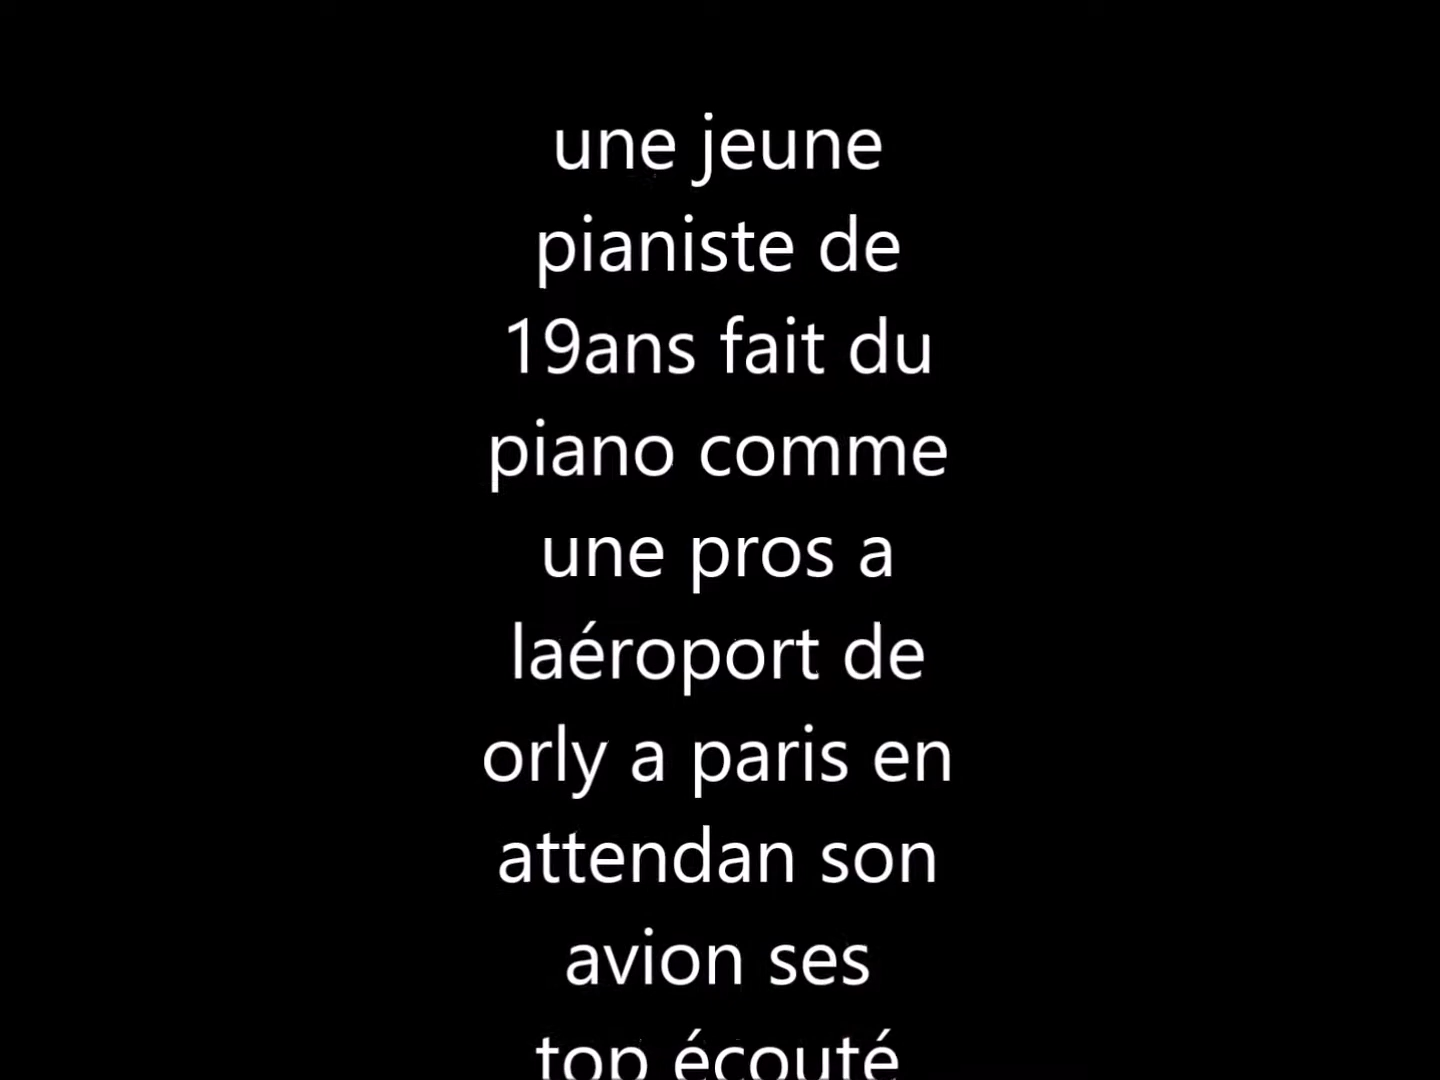 une jeune
pianiste de
19ans fait du
piano comme
une pros a
laéroport de
orly a paris en
attendan son
avion ses
top écouté